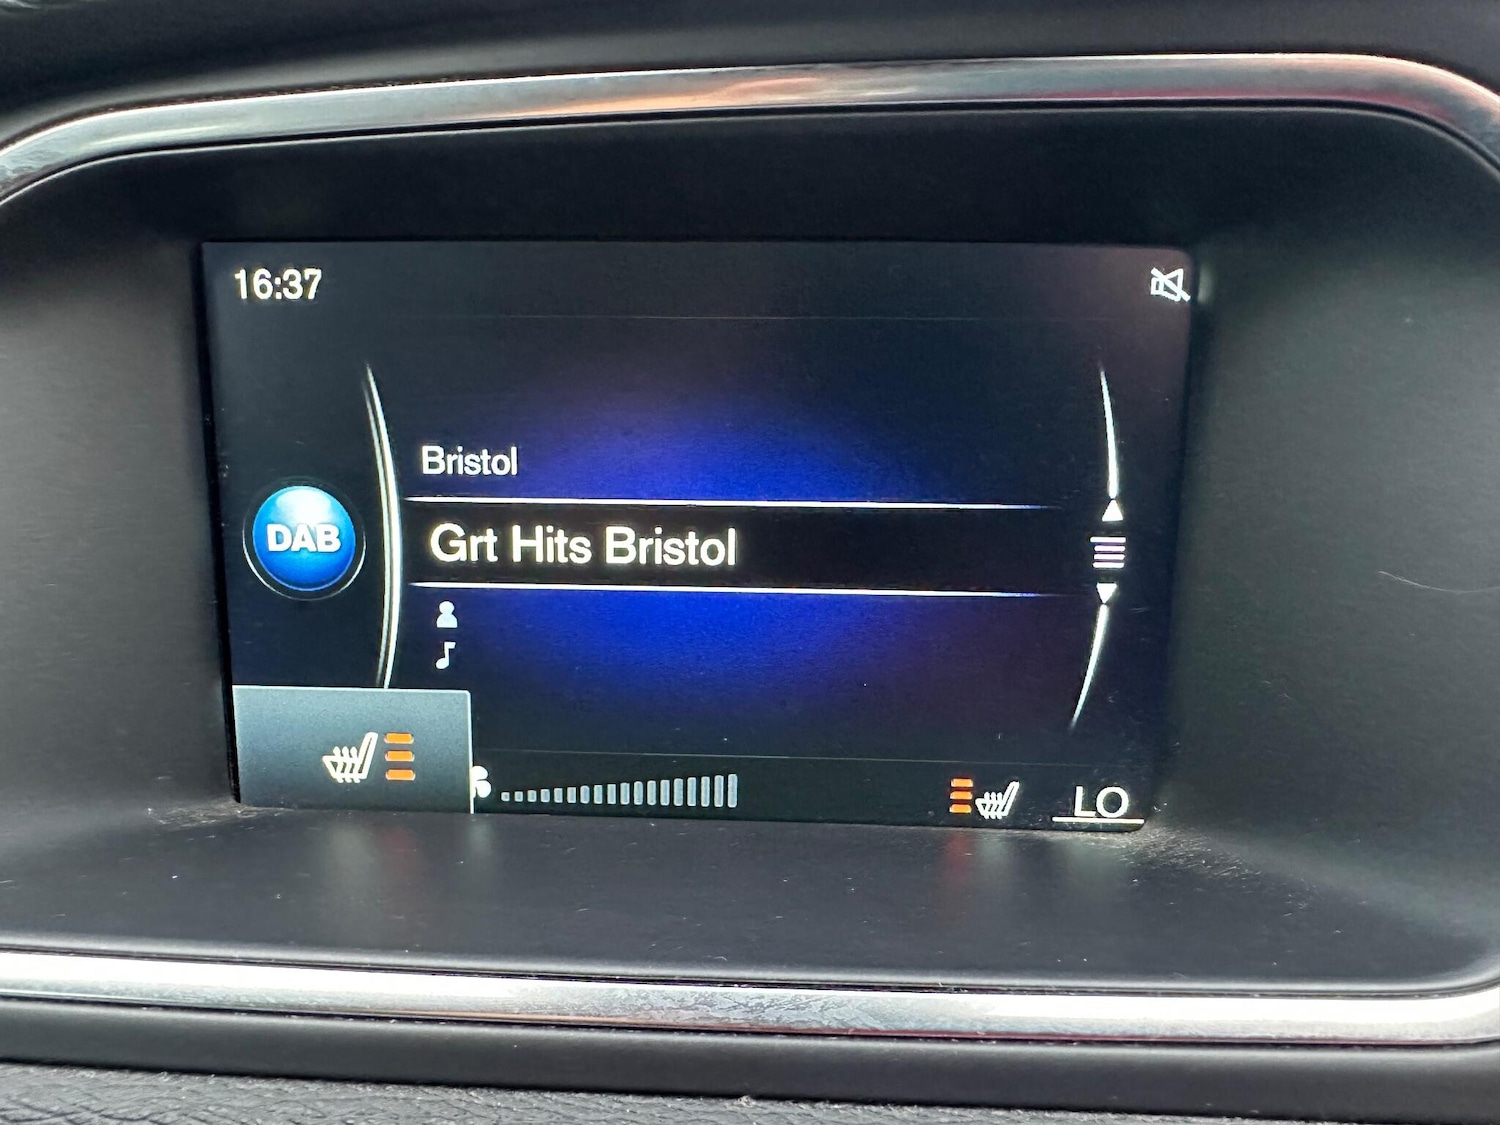 16:37
Bristol
DAB
Grt Hits Bristol
LO